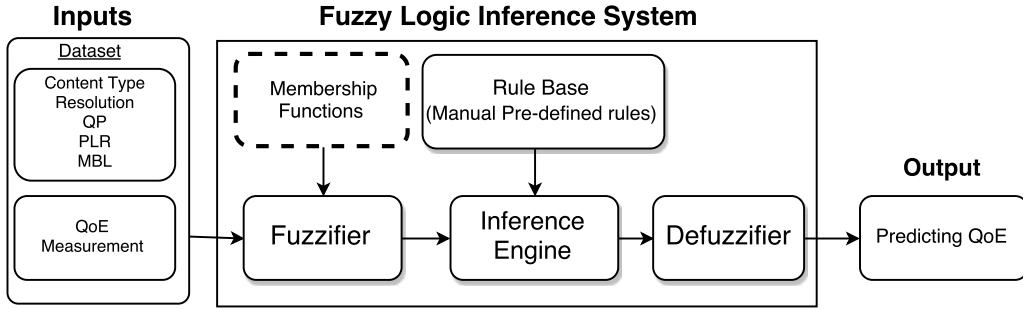 Inputs
Fuzzy Logic Inference System
Dataset
Content Type
Resolution
QP
PLR
MBL
QoE
Measurement
Membership
Functions
Rule Base
(Manual Pre-defined rules)
Fuzzifier
Inference
Engine
Defuzzifier
Output
Predicting QoE